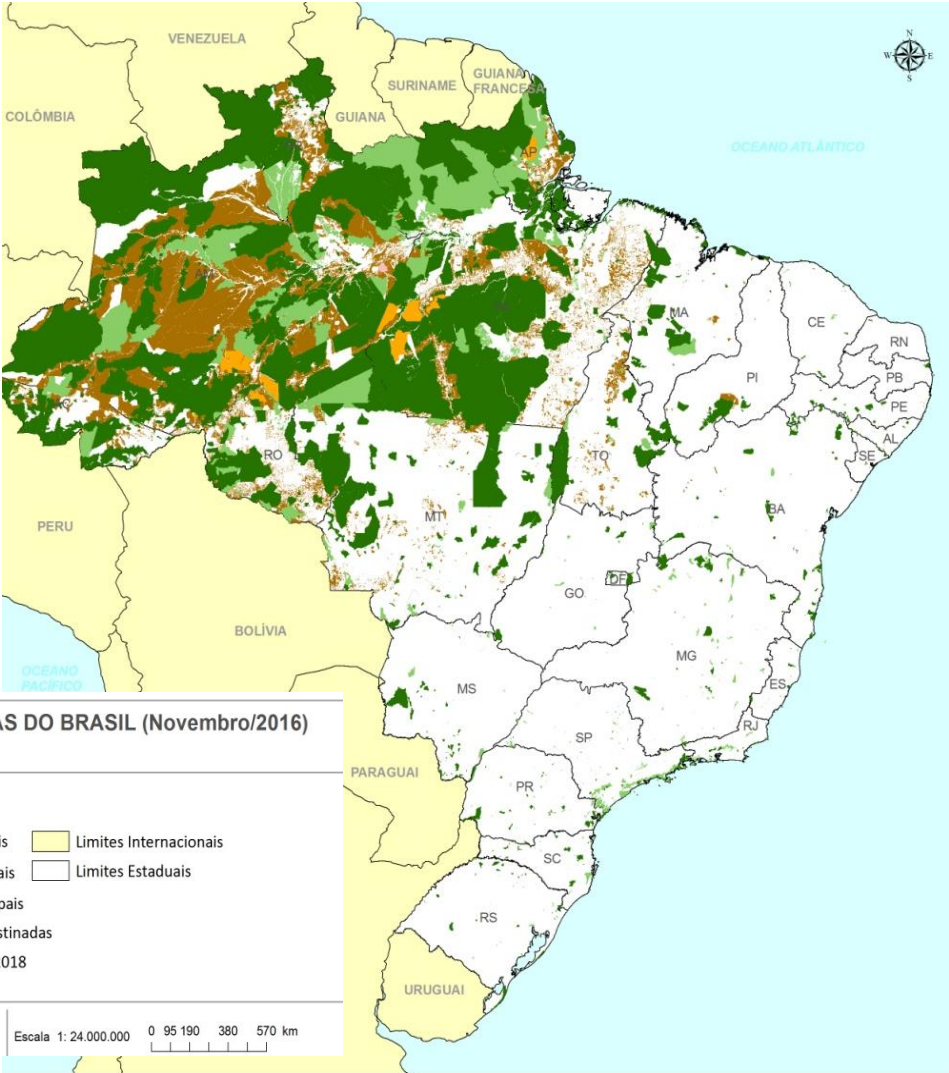 VENEZUELA
N
W
E
S
SURINAME
GUIANA
FRANCESA
COLÔMBIA
GUIANA
OCEANO ATLÂNTICO
AP
MA
CE
RN
PB
PI
PE
AL
SE
TO
RO
BA
MT
PERU
DF
GO
BOLÍVIA
MG
OCEANO
PACÍFICO
MS
ES
AS DO BRASIL (Novembro/2016)
RJ
SP
PARAGUAI
PR
is
Limites Internacionais
ais
Limites Estaduais
SC
pais
RS
stinadas
018
URUGUAI
Escala 1: 24.000.000
0 95 190 380 570 km